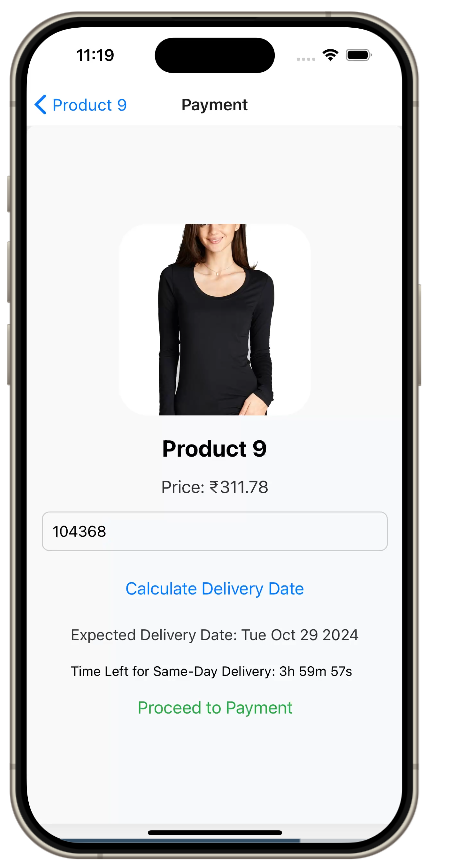 11:19
Product 9
Payment
Product 9
Price: ₹311.78
104368
Calculate Delivery Date
Expected Delivery Date: Tue Oct 29 2024
Time Left for Same-Day Delivery: 3h 59m 57s
Proceed to Payment